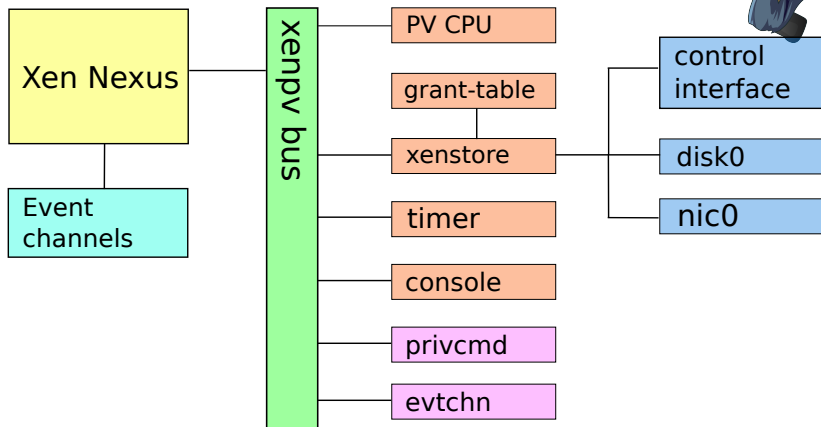 Xen Nexus
Event
channels
xenpv bus
PV CPU
grant-table
xenstore
timer
console
privcmd
evtchn
control
interface
disk0
nic0